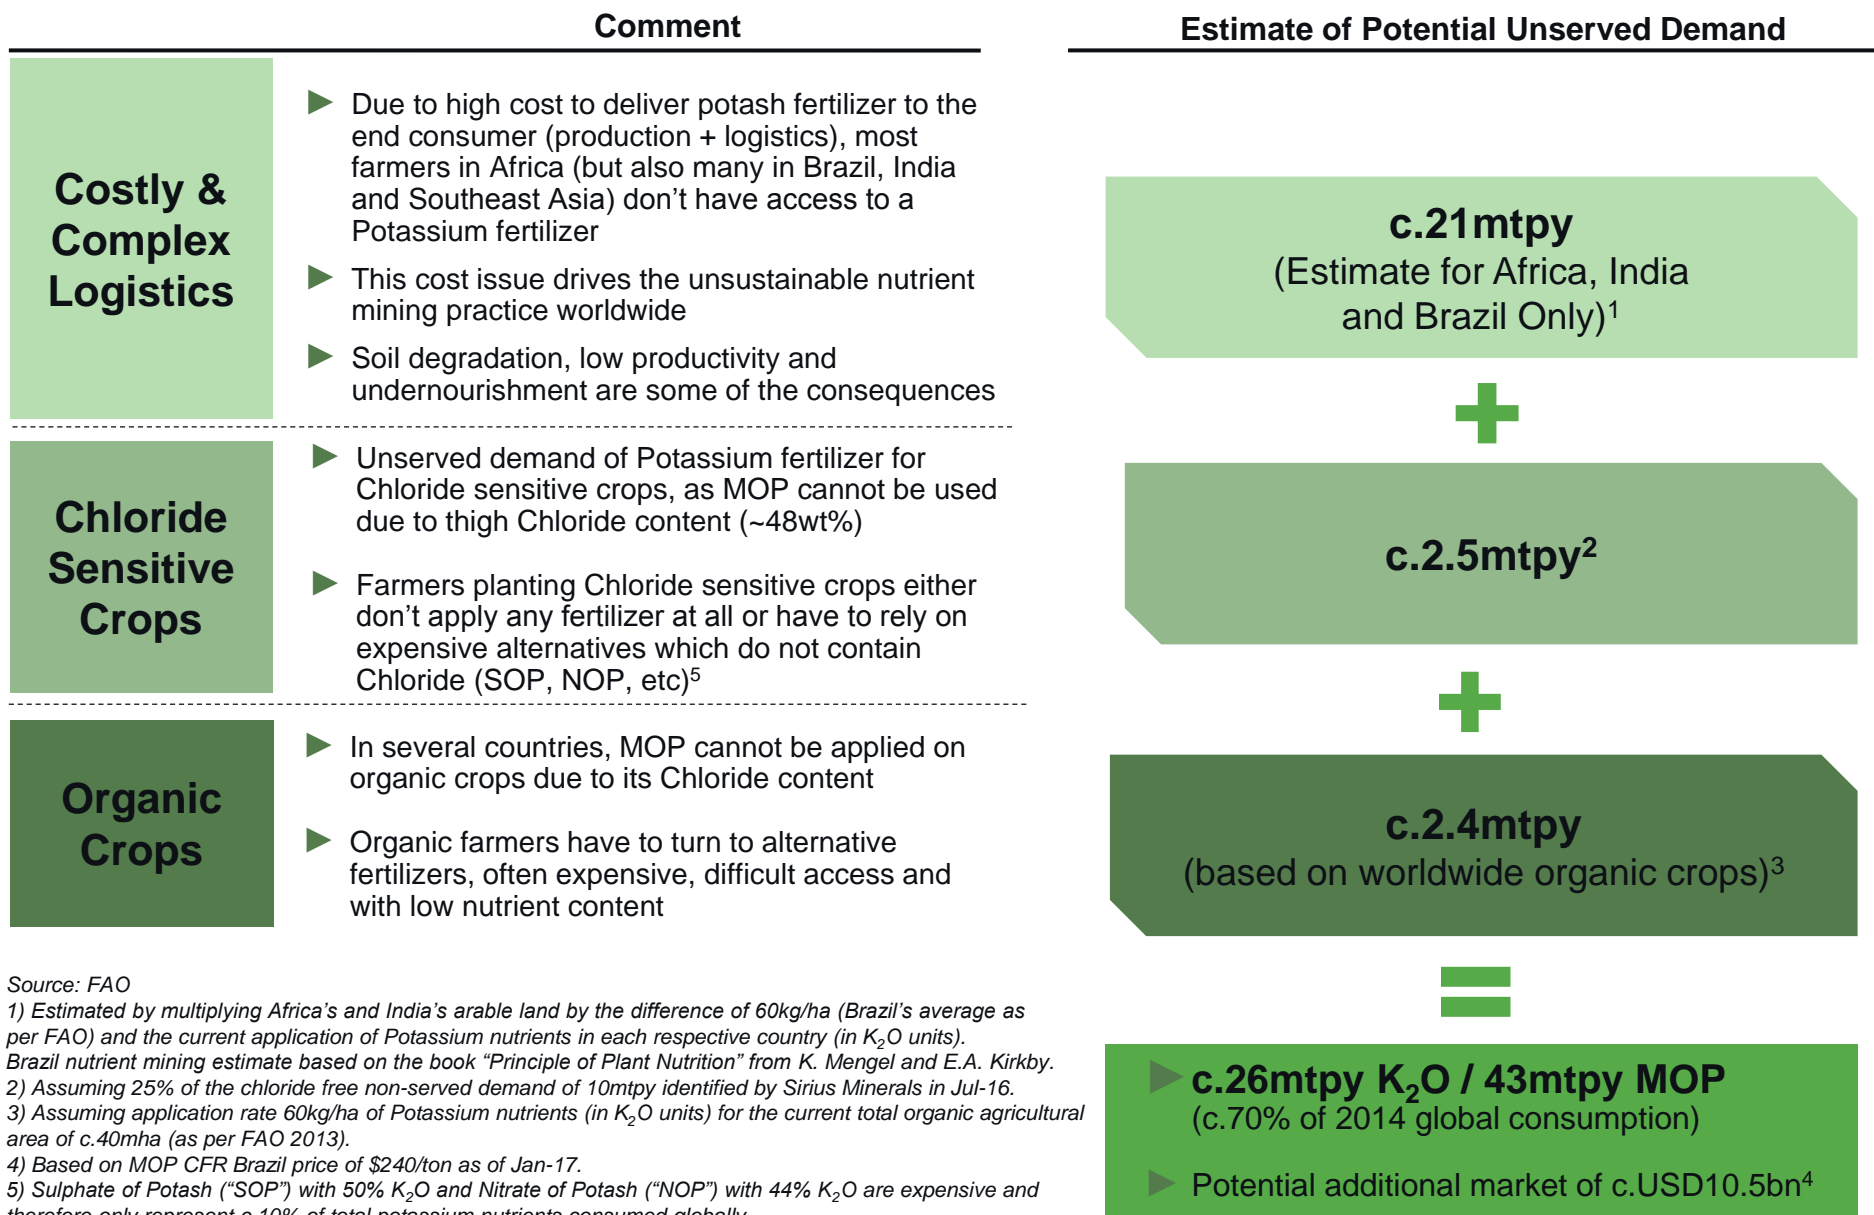 Comment
Estimate of Potential Unserved Demand
Costly &
Complex
Logistics
► Due to high cost to deliver potash fertilizer to the
end consumer (production + logistics), most
farmers in Africa (but also many in Brazil, India
and Southeast Asia) don’t have access to a
Potassium fertilizer
► This cost issue drives the unsustainable nutrient
mining practice worldwide
► Soil degradation, low productivity and
undernourishment are some of the consequences
c.21mtpy
(Estimate for Africa, India
and Brazil Only)¹
+
Chloride
Sensitive
Crops
► Unserved demand of Potassium fertilizer for
Chloride sensitive crops, as MOP cannot be used
due to thigh Chloride content (~48wt%)
► Farmers planting Chloride sensitive crops either
don’t apply any fertilizer at all or have to rely on
expensive alternatives which do not contain
Chloride (SOP, NOP, etc)⁵
c.2.5mtpy²
+
Organic
Crops
► In several countries, MOP cannot be applied on
organic crops due to its Chloride content
► Organic farmers have to turn to alternative
fertilizers, often expensive, difficult access and
with low nutrient content
c.2.4mtpy
(based on worldwide organic crops)³
=
► c.26mtpy K₂O / 43mtpy MOP
(c.70% of 2014 global consumption)
► Potential additional market of c.USD10.5bn⁴
Source: FAO
1) Estimated by multiplying Africa’s and India’s arable land by the difference of 60kg/ha (Brazil’s average as
per FAO) and the current application of Potassium nutrients in each respective country (in K₂O units).
Brazil nutrient mining estimate based on the book “Principle of Plant Nutrition” from K. Mengel and E.A. Kirkby.
2) Assuming 25% of the chloride free non-served demand of 10mtpy identified by Sirius Minerals in Jul-16.
3) Assuming application rate 60kg/ha of Potassium nutrients (in K₂O units) for the current total organic agricultural
area of c.40mha (as per FAO 2013).
4) Based on MOP CFR Brazil price of $240/ton as of Jan-17.
5) Sulphate of Potash (“SOP”) with 50% K₂O and Nitrate of Potash (“NOP”) with 44% K₂O are expensive and
therefore only represent c.10% of total potassium nutrients consumed globally